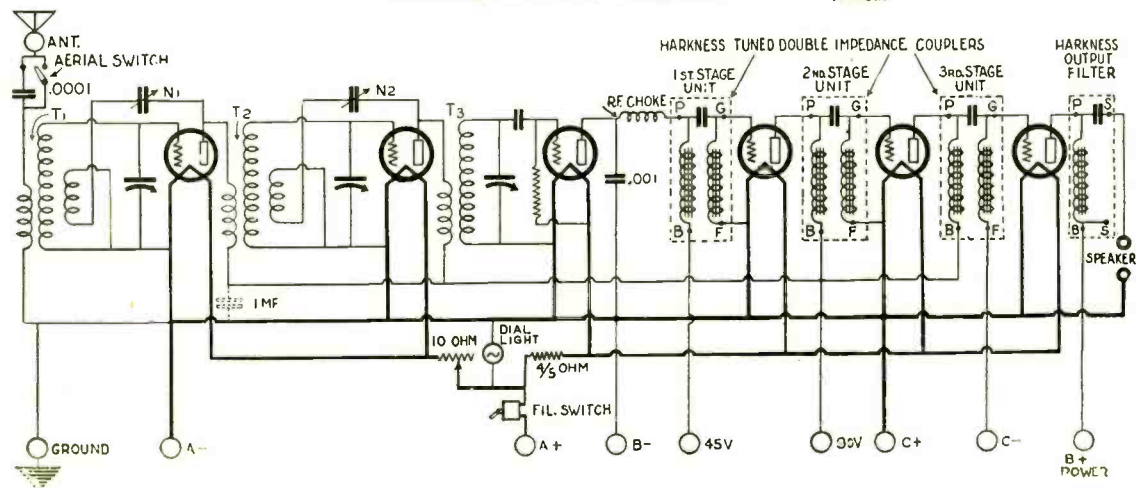 ANT.
AERIAL SWITCH
.0001
T1
N1
T2
N2
T3
RF CHOKE
.001
HARKNESS TUNED DOUBLE IMPEDANCE COUPLERS
1ST. STAGE
UNIT
2ND. STAGE
UNIT
3RD. STAGE
UNIT
HARKNESS
OUTPUT
FILTER
P G
P G
P G
P S
B F
B F
B F
S
SPEAKER
1 MF
10 OHM
DIAL
LIGHT
4/5 OHM
FIL. SWITCH
GROUND
A-
A+
B-
45V
90V
C+
C-
B+
POWER